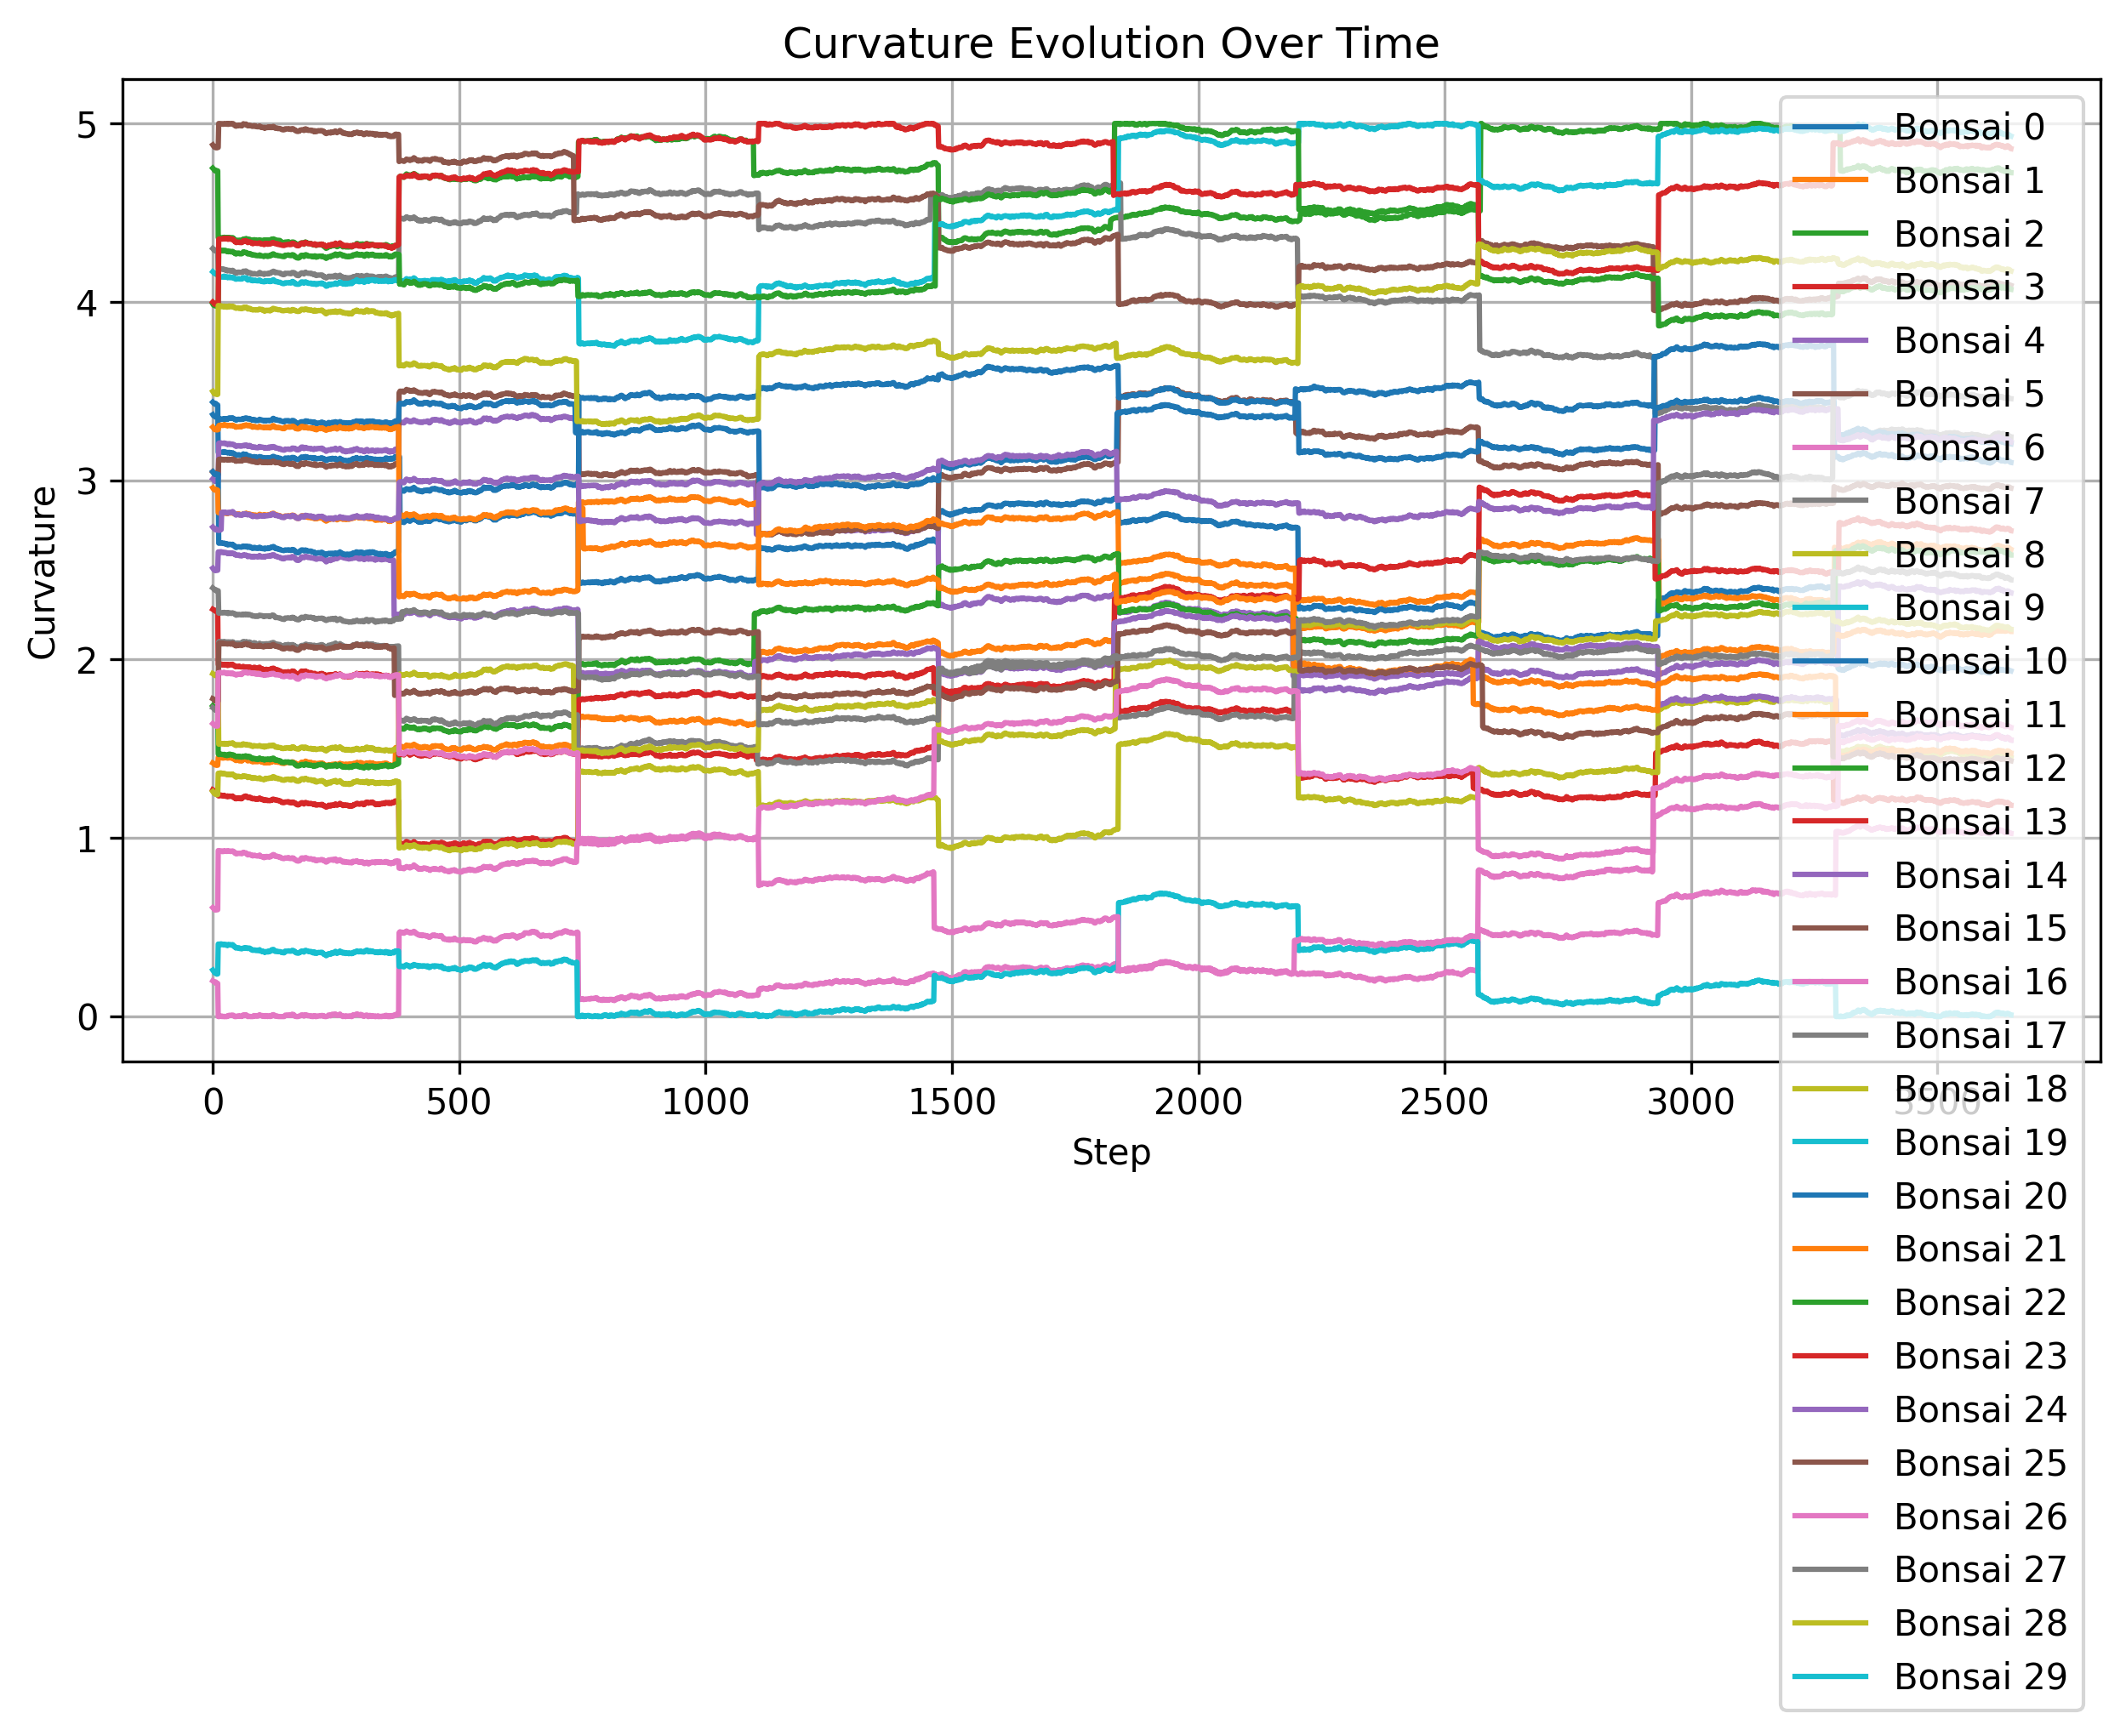 Curvature Evolution Over Time
Curvature
5
4
3
2
1
0
0
500
1000
1500
2000
2500
3000
3500
Step
Bonsai 0
Bonsai 1
Bonsai 2
Bonsai 3
Bonsai 4
Bonsai 5
Bonsai 6
Bonsai 7
Bonsai 8
Bonsai 9
Bonsai 10
Bonsai 11
Bonsai 12
Bonsai 13
Bonsai 14
Bonsai 15
Bonsai 16
Bonsai 17
Bonsai 18
Bonsai 19
Bonsai 20
Bonsai 21
Bonsai 22
Bonsai 23
Bonsai 24
Bonsai 25
Bonsai 26
Bonsai 27
Bonsai 28
Bonsai 29